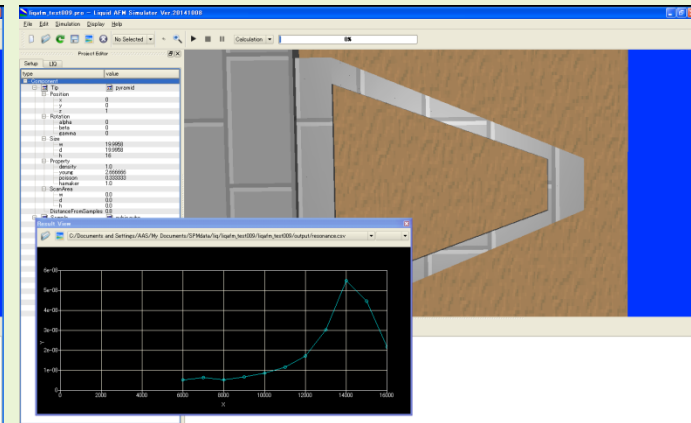 liqafm_test009.pro - Liquid AFM Simulator Ver.20141008
File Edit Simulation Display Help
No Selected Calculation 0%
Project Editor
Setup LIQ
type value
Component
Tip pyramid
Position
x 0
y 0
z 1
Rotation
alpha 0
beta 0
gamma 0
Size
w 19.9958
d 19.9958
h 16
Property
density 1.0
young 2.666666
poisson 0.333333
hamaker 1.0
ScanArea
w 0.0
d 0.0
h 0.0
DistanceFromSamples 0.0
Result View
C:/Documents and Settings/AAS/My Documents/SPMdata/liq/liqafm_test009/liqafm_test009/output/resonance.csv
6e-08
5e-08
4e-08
3e-08
2e-08
1e-08
0
Y
0 2000 4000 6000 8000 10000 12000 14000 16000
X